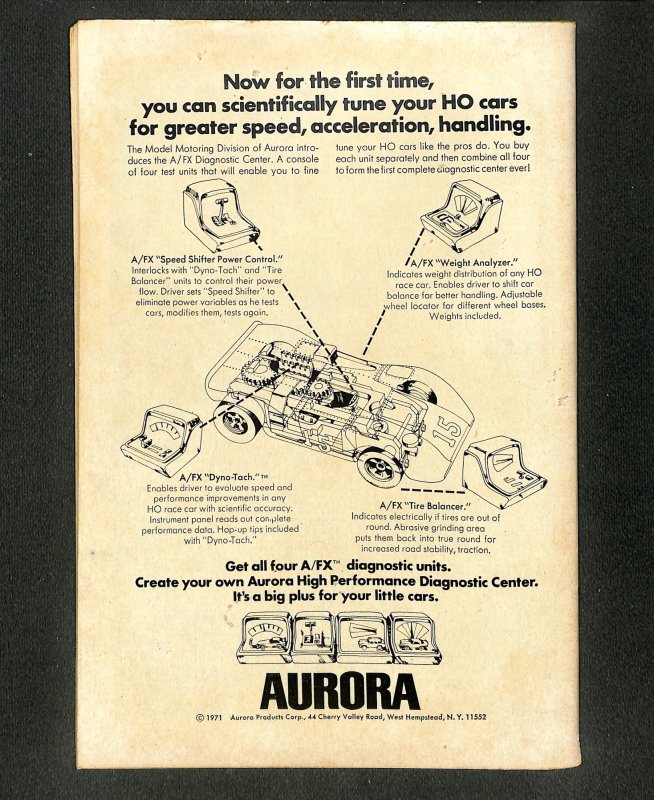 Now for the first time,
you can scientifically tune your HO cars
for greater speed, acceleration, handling.
The Model Motoring Division of Aurora intro-
duces the A/FX Diagnostic Center. A console
of four test units that will enable you to fine
tune your HO cars like the pros do. You buy
each unit separately and then combine all four
to form the first complete diagnostic center ever!
A/FX "Speed Shifter Power Control."
Interlocks with "Dyno-Tach" and "Tire
Balancer" units to control their power
flow. Driver sets "Speed Shifter" to
eliminate power variables as he tests
cars, modifies them, tests again.
A/FX "Weight Analyzer."
Indicates weight distribution of any HO
race car. Enables driver to shift car
balance for better handling. Adjustable
wheel locator for different wheel bases.
Weights included.
15
A/FX "Dyno-Tach." ™
Enables driver to evaluate speed and
performance improvements in any
HO race car with scientific accuracy.
Instrument panel reads out complete
performance data. Hop-up tips included
with "Dyno-Tach."
A/FX "Tire Balancer."
Indicates electrically if tires are out of
round. Abrasive grinding area
puts them back into true round for
increased road stability, traction.
Get all four A/FX™ diagnostic units.
Create your own Aurora High Performance Diagnostic Center.
It's a big plus for your little cars.
AURORA
© 1971 Aurora Products Corp., 44 Cherry Valley Road, West Hempstead, N. Y. 11552